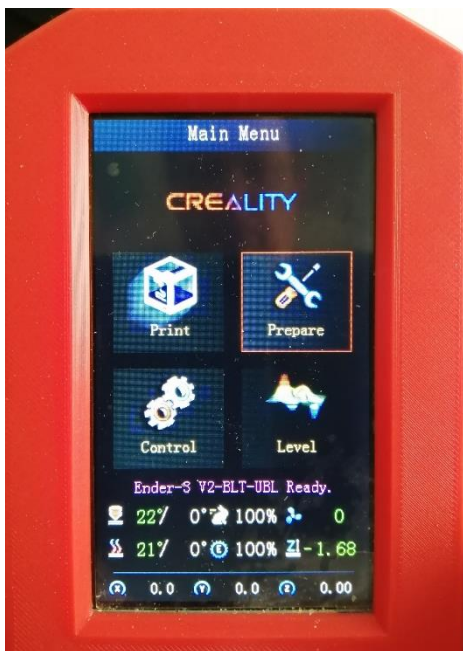 Main Menu
CREALITY
Print Prepare
Control Level
Ender-S V2-BLT-UBL Ready.
22°/ 0° 100% 0
21°/ 0° E 100% Z -1.68
X 0.0 Y 0.0 Z 0.00